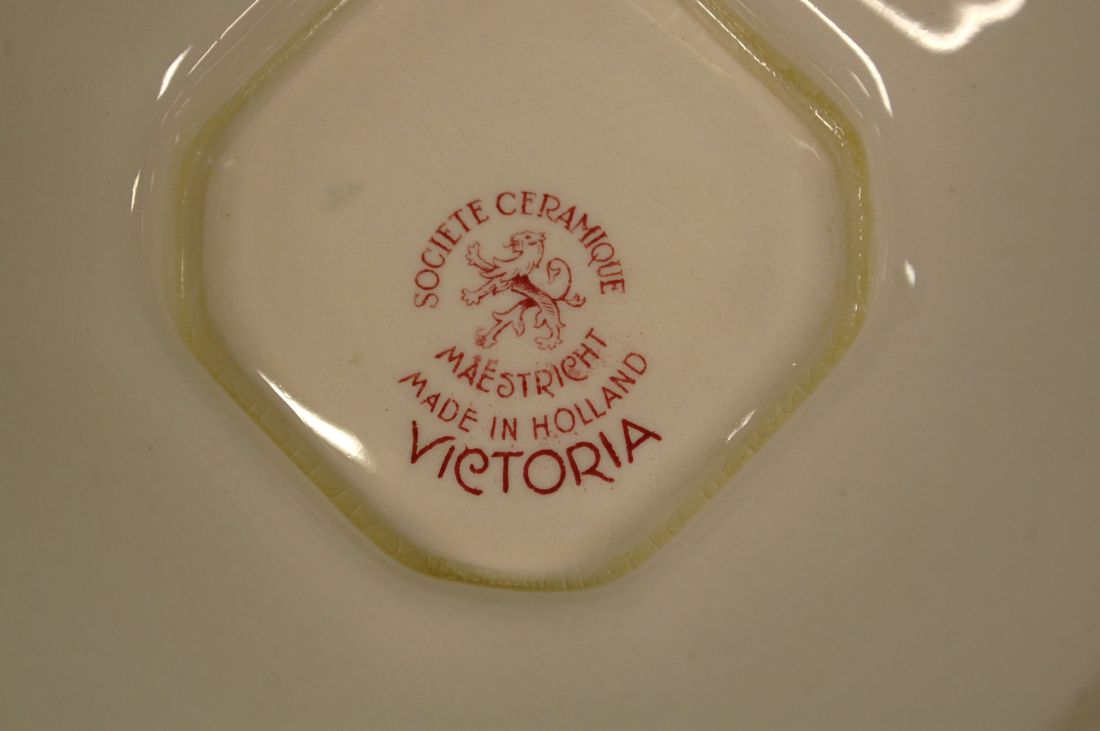 SOCIETE CERAMIQUE
MAESTRICHT
MADE IN HOLLAND
VICTORIA